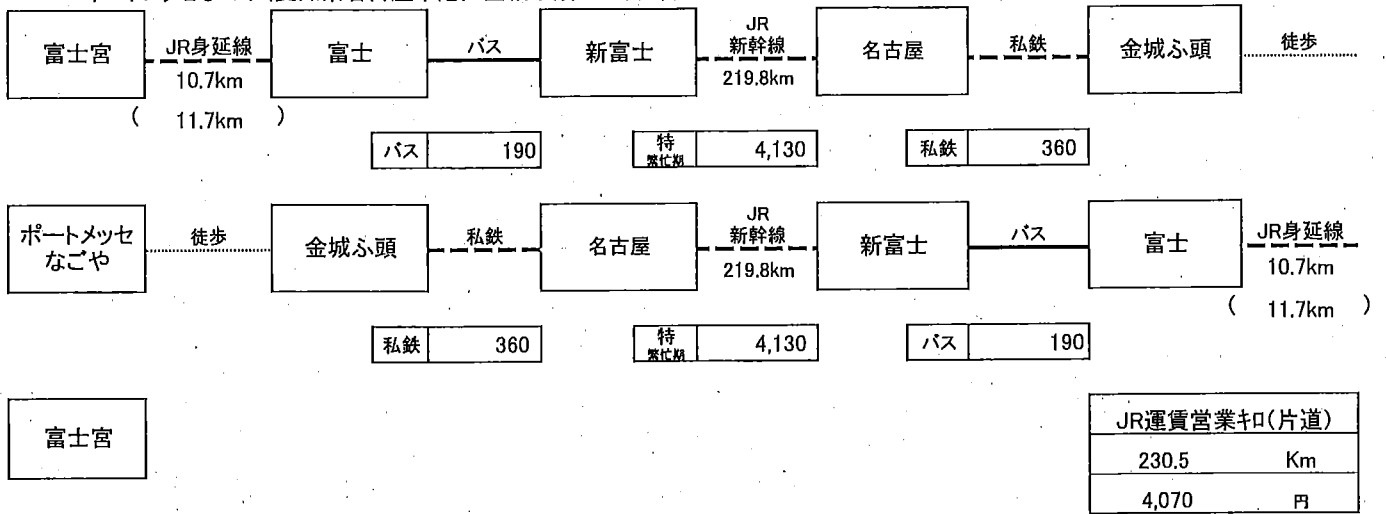 富士宮 JR身延線 富士 バス 新富士 JR 新幹線 名古屋 私鉄 金城ふ頭 徒歩
10.7km 219.8km
( 11.7km )
バス 190 特 繁忙期 4,130 私鉄 360
ポートメッセ なごや 徒歩 金城ふ頭 私鉄 名古屋 JR 新幹線 新富士 バス 富士 JR身延線
219.8km 10.7km
( 11.7km )
私鉄 360 特 繁忙期 4,130 バス 190
富士宮
JR運賃営業キロ(片道)
230.5 Km
4,070 円